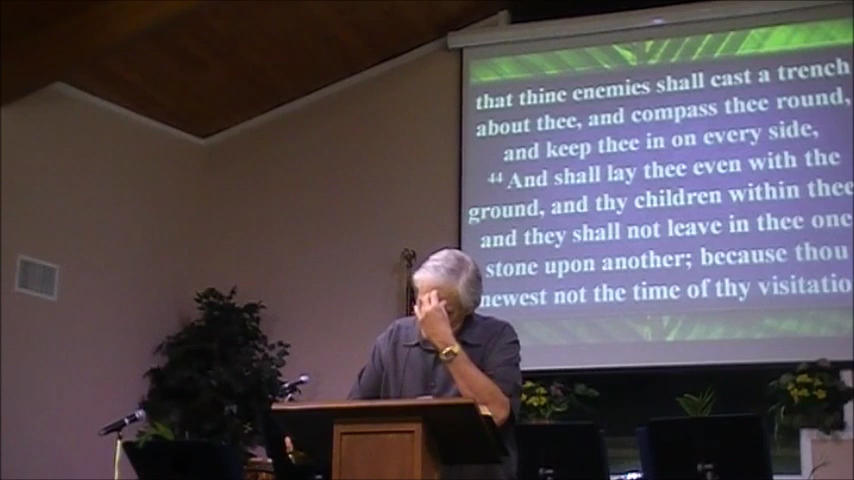 that thine enemies shall cast a trench
about thee, and compass thee round,
and keep thee in on every side,
44 And shall lay thee even with the
ground, and thy children within thee
and they shall not leave in thee one
stone upon another; because thou
newest not the time of thy visitatio